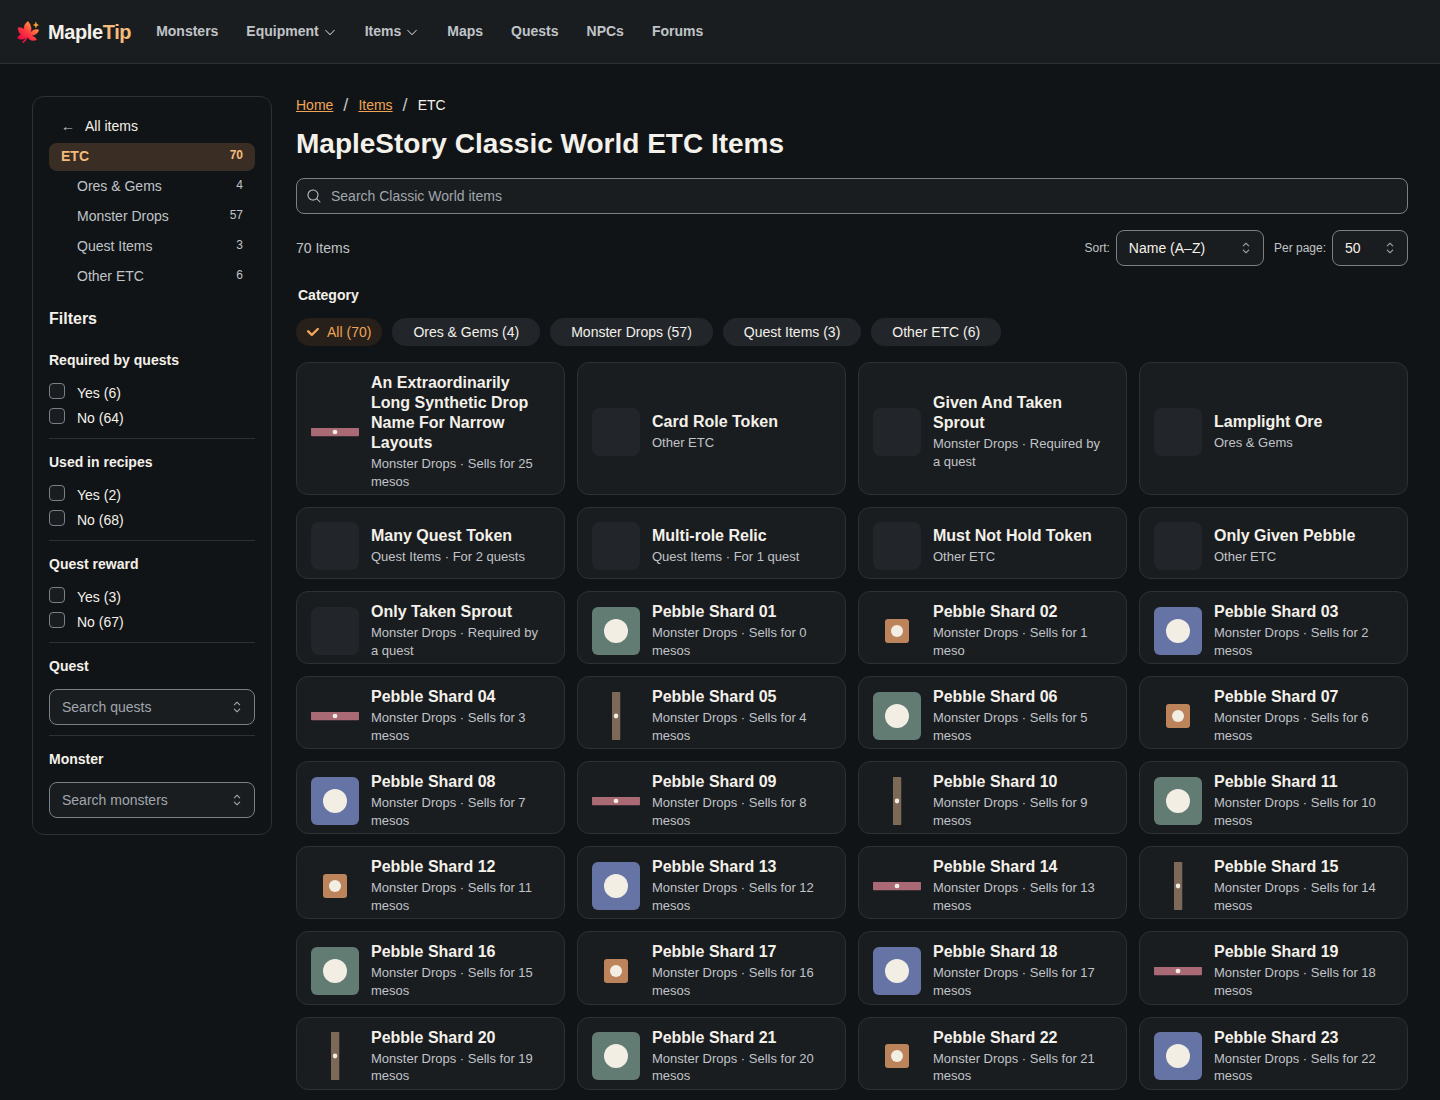 MapleTip Monsters Equipment Items Maps Quests NPCs Forums
← All items
ETC 70
Ores & Gems 4
Monster Drops 57
Quest Items 3
Other ETC 6
Filters
Required by quests
Yes (6)
No (64)
Used in recipes
Yes (2)
No (68)
Quest reward
Yes (3)
No (67)
Quest
Search quests
Monster
Search monsters
Home / Items / ETC
MapleStory Classic World ETC Items
Search Classic World items
70 Items Sort: Name (A–Z) Per page: 50
Category
All (70) Ores & Gems (4) Monster Drops (57) Quest Items (3) Other ETC (6)
An Extraordinarily
Long Synthetic Drop
Name For Narrow
Layouts
Monster Drops · Sells for 25
mesos
Card Role Token
Other ETC
Given And Taken
Sprout
Monster Drops · Required by
a quest
Lamplight Ore
Ores & Gems
Many Quest Token
Quest Items · For 2 quests
Multi-role Relic
Quest Items · For 1 quest
Must Not Hold Token
Other ETC
Only Given Pebble
Other ETC
Only Taken Sprout
Monster Drops · Required by
a quest
Pebble Shard 01
Monster Drops · Sells for 0
mesos
Pebble Shard 02
Monster Drops · Sells for 1
meso
Pebble Shard 03
Monster Drops · Sells for 2
mesos
Pebble Shard 04
Monster Drops · Sells for 3
mesos
Pebble Shard 05
Monster Drops · Sells for 4
mesos
Pebble Shard 06
Monster Drops · Sells for 5
mesos
Pebble Shard 07
Monster Drops · Sells for 6
mesos
Pebble Shard 08
Monster Drops · Sells for 7
mesos
Pebble Shard 09
Monster Drops · Sells for 8
mesos
Pebble Shard 10
Monster Drops · Sells for 9
mesos
Pebble Shard 11
Monster Drops · Sells for 10
mesos
Pebble Shard 12
Monster Drops · Sells for 11
mesos
Pebble Shard 13
Monster Drops · Sells for 12
mesos
Pebble Shard 14
Monster Drops · Sells for 13
mesos
Pebble Shard 15
Monster Drops · Sells for 14
mesos
Pebble Shard 16
Monster Drops · Sells for 15
mesos
Pebble Shard 17
Monster Drops · Sells for 16
mesos
Pebble Shard 18
Monster Drops · Sells for 17
mesos
Pebble Shard 19
Monster Drops · Sells for 18
mesos
Pebble Shard 20
Monster Drops · Sells for 19
mesos
Pebble Shard 21
Monster Drops · Sells for 20
mesos
Pebble Shard 22
Monster Drops · Sells for 21
mesos
Pebble Shard 23
Monster Drops · Sells for 22
mesos